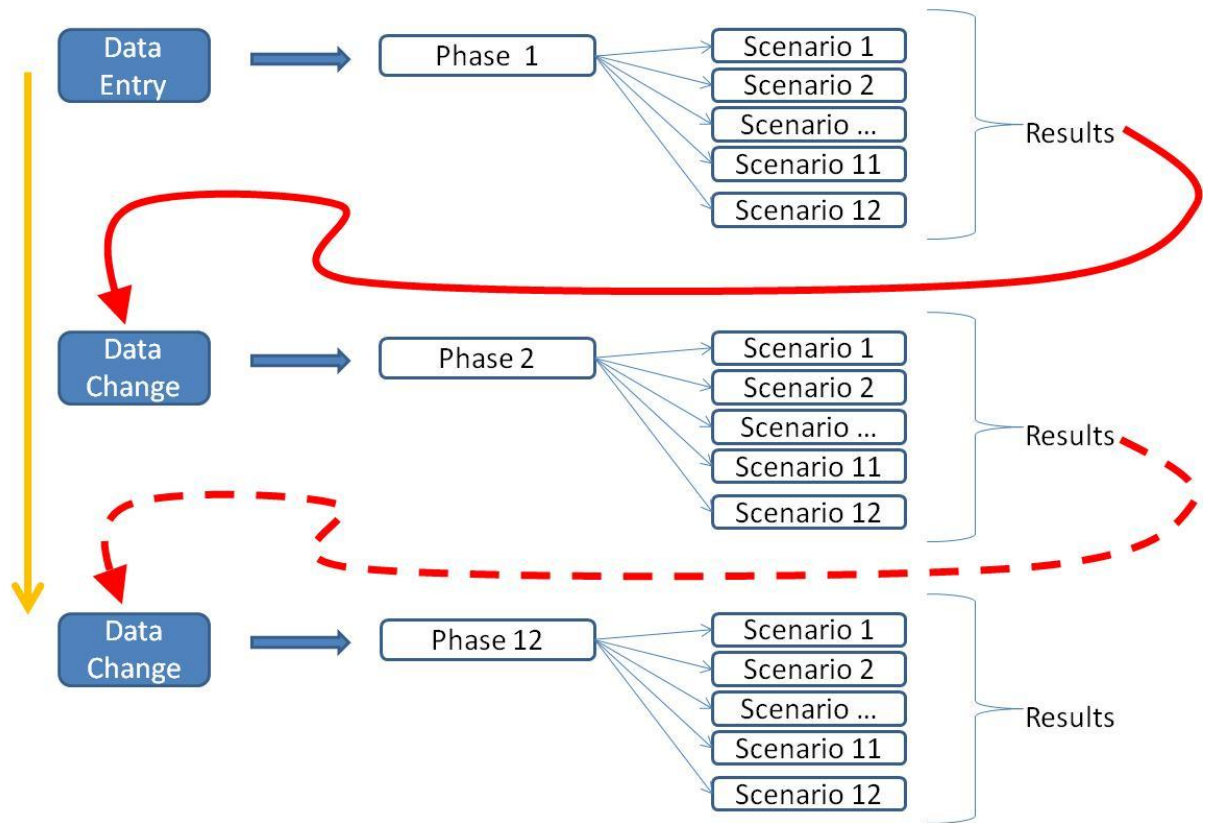 Data
Entry
Phase 1
Scenario 1
Scenario 2
Scenario ...
Scenario 11
Scenario 12
Results
Data
Change
Phase 2
Scenario 1
Scenario 2
Scenario ...
Scenario 11
Scenario 12
Results
Data
Change
Phase 12
Scenario 1
Scenario 2
Scenario ...
Scenario 11
Scenario 12
Results